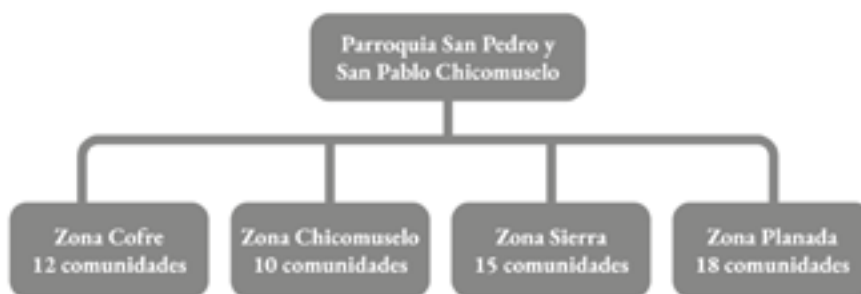 Parroquia San Pedro y
San Pablo Chicomuselo
Zona Cofre
12 comunidades
Zona Chicomuselo
10 comunidades
Zona Sierra
15 comunidades
Zona Planada
18 comunidades